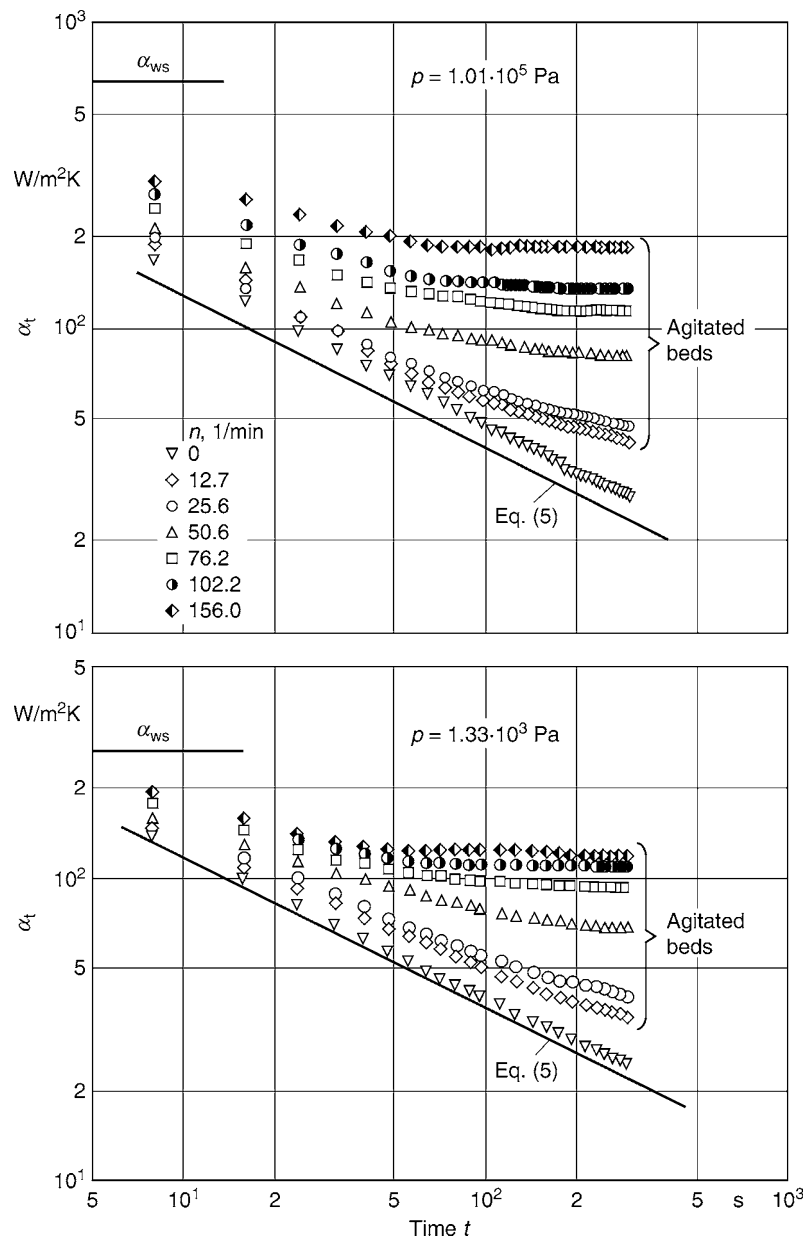 10³
α_ws
p = 1.01·10⁵ Pa
5
W/m²K
2
α_t
10²
Agitated
beds
5
n, 1/min
0
12.7
25.6
50.6
76.2
102.2
156.0
Eq. (5)
2
10¹
5
W/m²K
α_ws
p = 1.33·10³ Pa
2
10²
α_t
Agitated
beds
5
Eq. (5)
2
10¹
5 10¹ 2 5 10² 2 5 s 10³
Time t